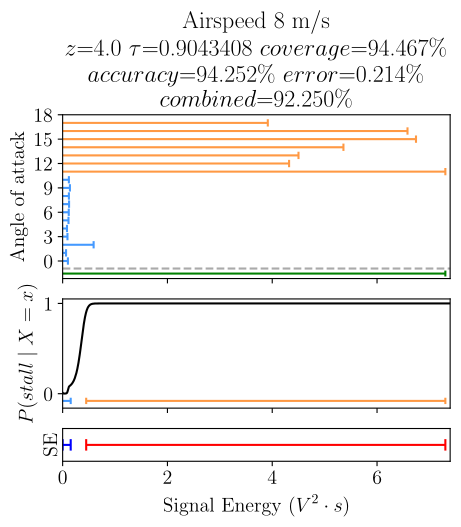 Airspeed 8 m/s
z=4.0 τ=0.9043408 coverage=94.467%
accuracy=94.252% error=0.214%
combined=92.250%
18
15
12
9
6
3
0
Angle of attack
1
0
P(stall | X = x)
SE
0 2 4 6
Signal Energy (V² · s)